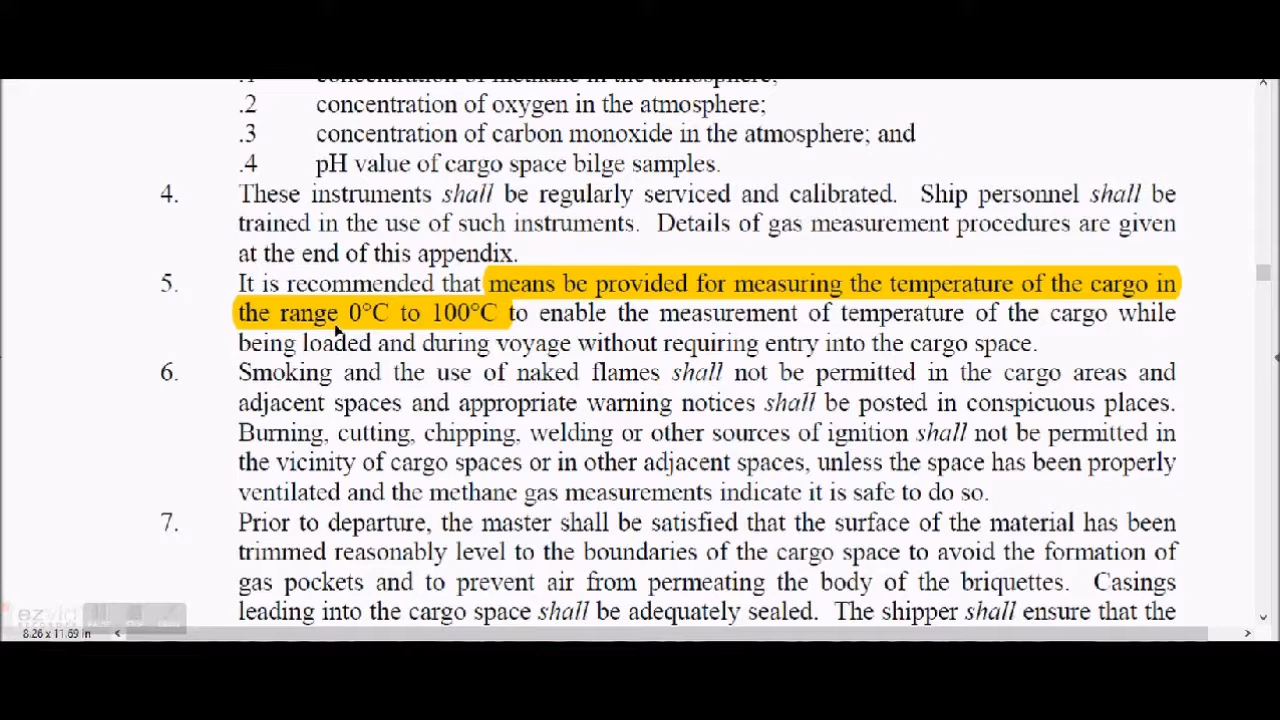 .1 concentration of methane in the atmosphere;
.2 concentration of oxygen in the atmosphere;
.3 concentration of carbon monoxide in the atmosphere; and
.4 pH value of cargo space bilge samples.
4. These instruments shall be regularly serviced and calibrated. Ship personnel shall be
trained in the use of such instruments. Details of gas measurement procedures are given
at the end of this appendix.
5. It is recommended that means be provided for measuring the temperature of the cargo in
the range 0°C to 100°C to enable the measurement of temperature of the cargo while
being loaded and during voyage without requiring entry into the cargo space.
6. Smoking and the use of naked flames shall not be permitted in the cargo areas and
adjacent spaces and appropriate warning notices shall be posted in conspicuous places.
Burning, cutting, chipping, welding or other sources of ignition shall not be permitted in
the vicinity of cargo spaces or in other adjacent spaces, unless the space has been properly
ventilated and the methane gas measurements indicate it is safe to do so.
7. Prior to departure, the master shall be satisfied that the surface of the material has been
trimmed reasonably level to the boundaries of the cargo space to avoid the formation of
gas pockets and to prevent air from permeating the body of the briquettes. Casings
leading into the cargo space shall be adequately sealed. The shipper shall ensure that the
8.26 x 11.69 in